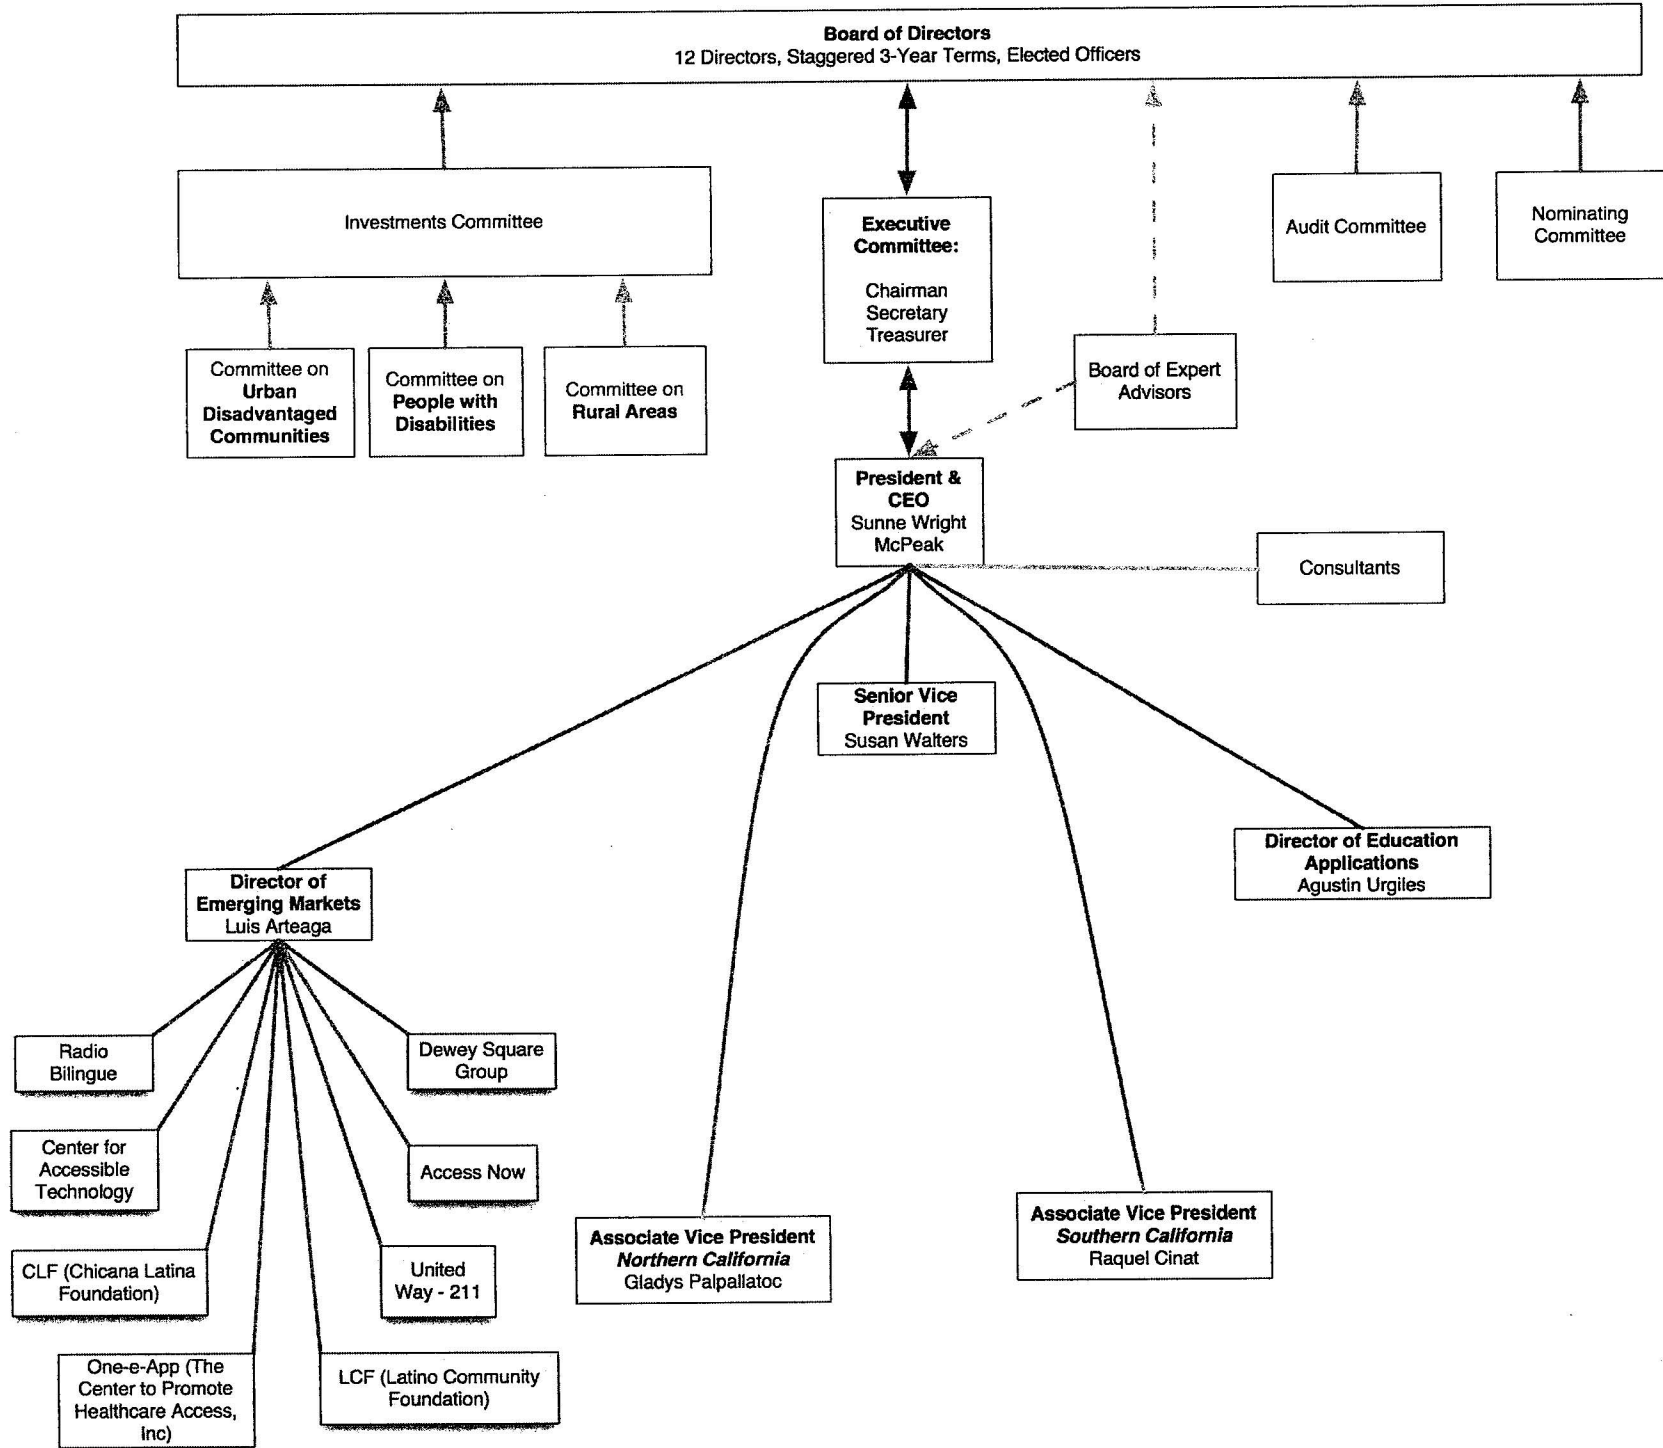 Board of Directors
12 Directors, Staggered 3-Year Terms, Elected Officers
Investments Committee
Executive
Committee:
Chairman
Secretary
Treasurer
Audit Committee
Nominating
Committee
Committee on
Urban
Disadvantaged
Communities
Committee on
People with
Disabilities
Committee on
Rural Areas
Board of Expert
Advisors
President &
CEO
Sunne Wright
McPeak
Consultants
Senior Vice
President
Susan Walters
Director of Education
Applications
Agustin Urgiles
Director of
Emerging Markets
Luis Arteaga
Radio
Bilingue
Dewey Square
Group
Center for
Accessible
Technology
Access Now
CLF (Chicana Latina
Foundation)
United
Way - 211
One-e-App (The
Center to Promote
Healthcare Access,
Inc)
LCF (Latino Community
Foundation)
Associate Vice President
Northern California
Gladys Palpallatoc
Associate Vice President
Southern California
Raquel Cinat